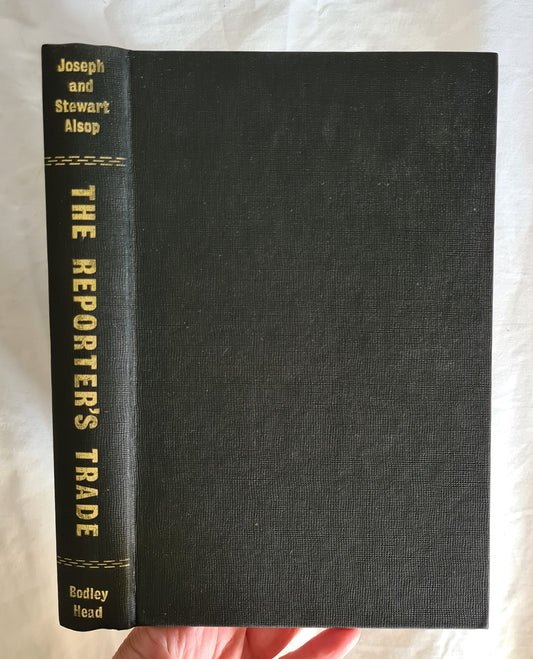 Joseph
and
Stewart
Alsop
THE REPORTER'S TRADE
Bodley
Head